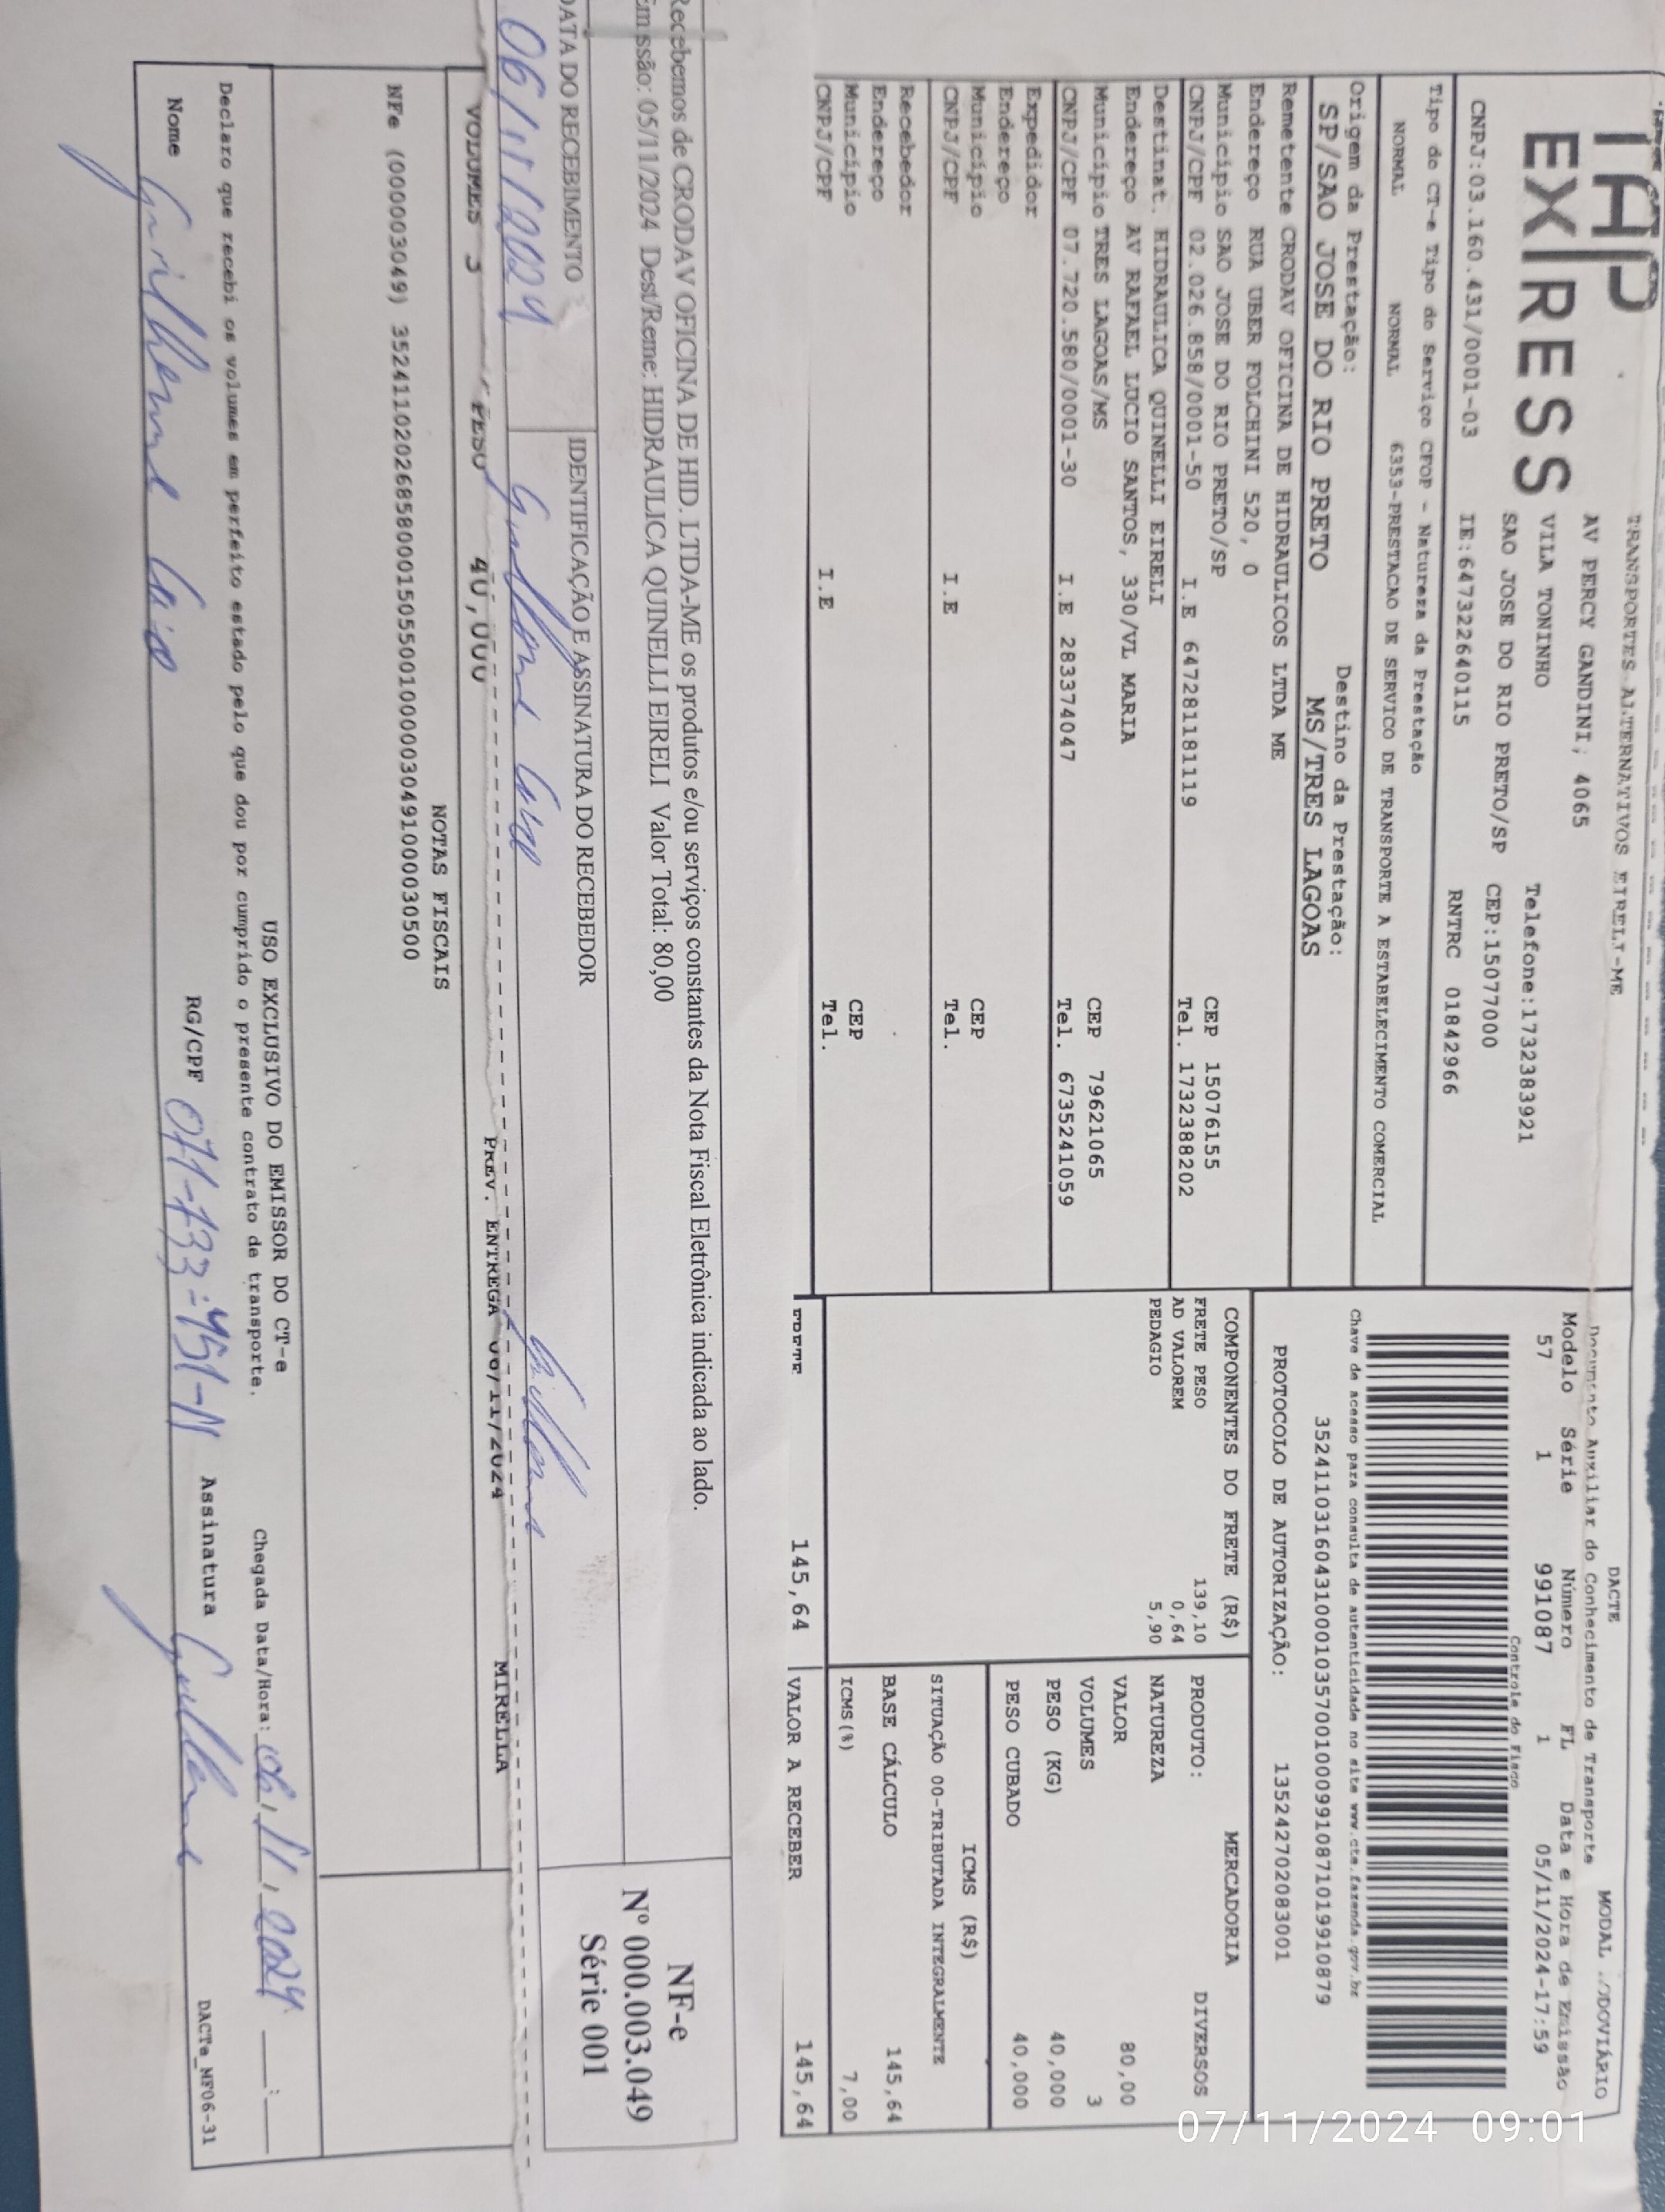 TAP
EXPRESS
TRANSPORTES ALTERNATIVOS EIRELI-ME
AV PERCY GANDINI, 4065
VILA TONINHO Telefone:1732383921
SAO JOSE DO RIO PRETO/SP CEP:15077000
CNPJ:03.160.431/0001-03 IE:647322640115 RNTRC 01842966
DACTE MODAL RODOVIÁRIO
Documento Auxiliar do Conhecimento de Transporte
Modelo Série Número FL Data e Hora de Emissão
57 1 991087 1 05/11/2024-17:59
Controle do Fisco
Tipo do CT-e Tipo do Serviço CFOP - Natureza da Prestação
NORMAL NORMAL 6353-PRESTACAO DE SERVICO DE TRANSPORTE A ESTABELECIMENTO COMERCIAL
Chave de acesso para consulta de autenticidade no site www.cte.fazenda.gov.br
35241103160431000103570010009910871019910879
Origem da Prestação: Destino da Prestação:
SP/SAO JOSE DO RIO PRETO MS/TRES LAGOAS
PROTOCOLO DE AUTORIZAÇÃO: 135242702083001
Remetente CRODAV OFICINA DE HIDRAULICOS LTDA ME
Endereço RUA UBER FOLCHINI 520, 0
Município SAO JOSE DO RIO PRETO/SP CEP 15076155
CNPJ/CPF 02.026.858/0001-50 I.E 647281181119 Tel. 1732388202
Destinat. HIDRAULICA QUINELLI EIRELI
Endereço AV RAFAEL LUCIO SANTOS, 330/VL MARIA
Município TRES LAGOAS/MS CEP 79621065
CNPJ/CPF 07.720.580/0001-30 I.E 283374047 Tel. 6735241059
Expedidor
Endereço
Município CEP
CNPJ/CPF I.E Tel.
Recebedor
Endereço
Município CEP
CNPJ/CPF I.E Tel.
COMPONENTES DO FRETE (R$)
FRETE PESO 139,10
AD VALOREM 0,64
PEDAGIO 5,90
MERCADORIA
PRODUTO: DIVERSOS
NATUREZA
VALOR 80,00
VOLUMES 3
PESO (KG) 40,000
PESO CUBADO 40,000
ICMS (R$)
SITUAÇÃO 00-TRIBUTADA INTEGRALMENTE
BASE CÁLCULO 145,64
ICMS(%) 7,00
FRETE 145,64 VALOR A RECEBER 145,64
Recebemos de CRODAV OFICINA DE HID. LTDA-ME os produtos e/ou serviços constantes da Nota Fiscal Eletrônica indicada ao lado.
Emissão: 05/11/2024 Dest/Reme: HIDRAULICA QUINELLI EIRELI Valor Total: 80,00
NF-e
Nº 000.003.049
Série 001
DATA DO RECEBIMENTO IDENTIFICAÇÃO E ASSINATURA DO RECEBEDOR
06/11/2024 Guilherme Guilherme
VOLUMES 3 PESO 40,000 PREV. ENTREGA 06/11/2024 MIRELLA
NOTAS FISCAIS
NFe (000003049) 35241102026858000150550010000030491000030500
USO EXCLUSIVO DO EMISSOR DO CT-e
Declaro que recebi os volumes em perfeito estado pelo que dou por cumprido o presente contrato de transporte. Chegada Data/Hora: 06/11/2024 __:__
Nome Guilherme RG/CPF 071-733-451-11 Assinatura Guilherme
DACTe_MF06-31
07/11/2024 09:01